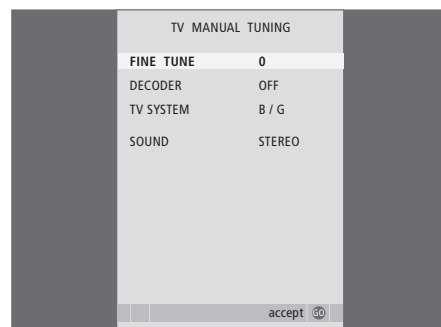 TV MANUAL TUNING
FINE TUNE 0
DECODER OFF
TV SYSTEM B / G
SOUND STEREO
accept GO